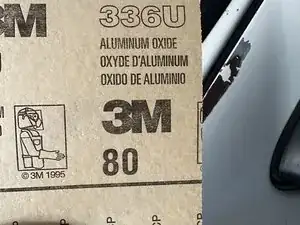 3M 336U
ALUMINUM OXIDE
OXYDE D'ALUMINUM
OXIDO DE ALUMINIO
3M
80
© 3M 1995